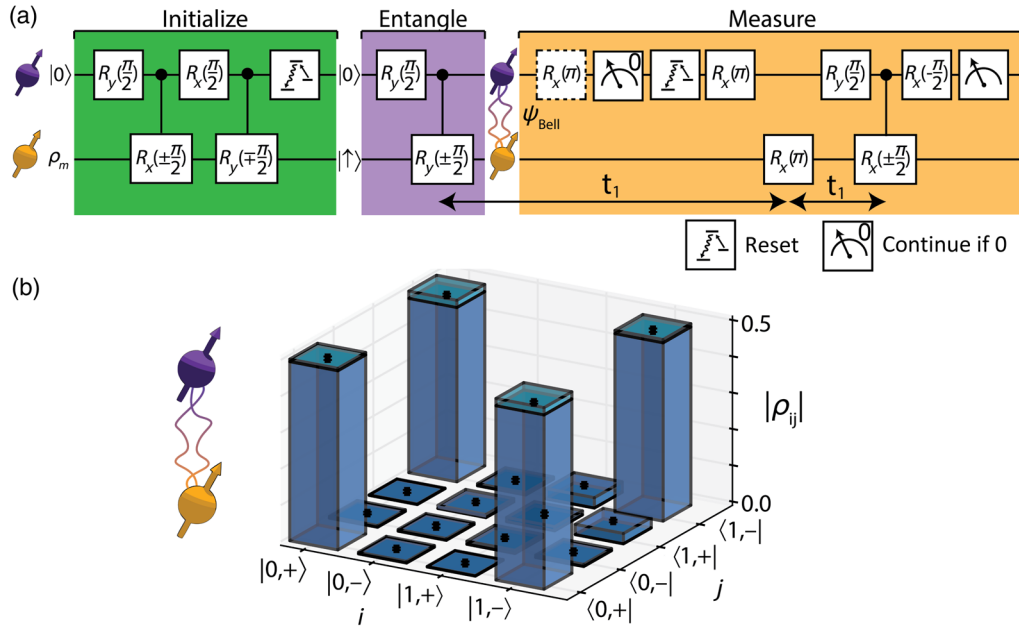 (a) Initialize Entangle Measure
|0⟩ R_y(π/2) R_x(π/2) |0⟩ R_y(π/2) R_x(π) 0 R_x(π) R_y(π/2) R_x(-π/2)
ψ_Bell
ρ_m R_x(±π/2) R_y(∓π/2) |↑⟩ R_y(±π/2) R_x(π) R_x(±π/2)
t₁ t₁
Reset 0 Continue if 0
(b)
0.5
|ρ_ij|
0.0
|0,+⟩ |0,−⟩ |1,+⟩ |1,−⟩
i
⟨0,+| ⟨0,−| ⟨1,+| ⟨1,−|
j